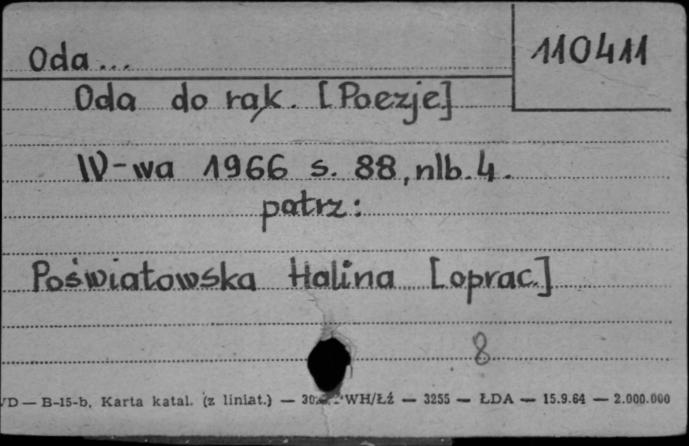 Oda...
110411
Oda do rąk. [Poezje]
W-wa 1966 s. 88, nlb. 4.
patrz:
Poświatowska Halina [oprac.]
8
VD — B-15-b, Karta katal. (z liniat.) — WH/Łź — 3255 — ŁDA — 15.9.64 — 2.000.000